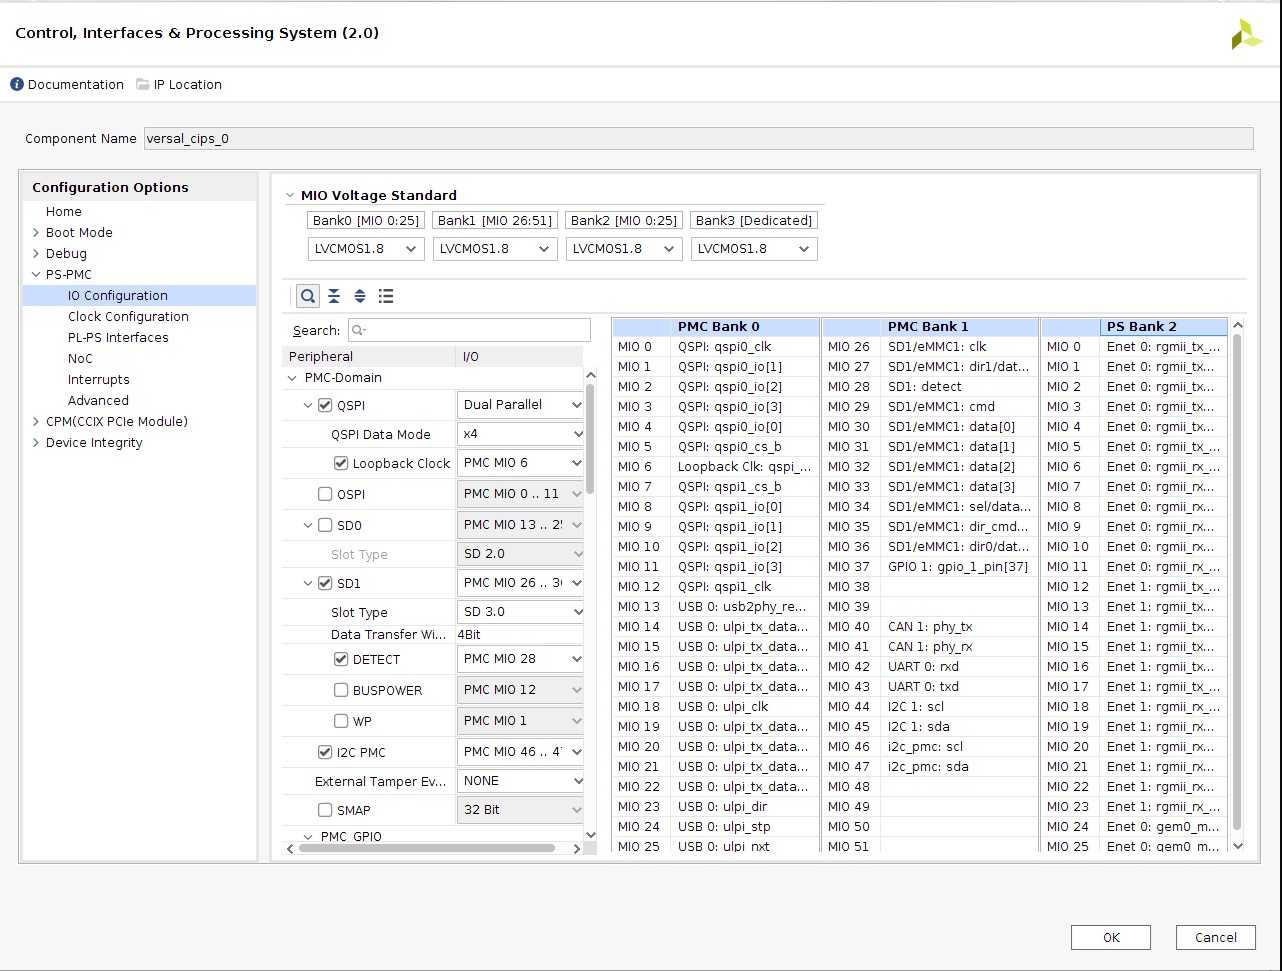 Control, Interfaces & Processing System (2.0)
Documentation IP Location
Component Name versal_cips_0
Configuration Options
Home
Boot Mode
Debug
PS-PMC
IO Configuration
Clock Configuration
PL-PS Interfaces
NoC
Interrupts
Advanced
CPM(CCIX PCIe Module)
Device Integrity
MIO Voltage Standard
Bank0 [MIO 0:25] Bank1 [MIO 26:51] Bank2 [MIO 0:25] Bank3 [Dedicated]
LVCMOS1.8 LVCMOS1.8 LVCMOS1.8 LVCMOS1.8
Search:
Peripheral I/O
PMC-Domain
QSPI Dual Parallel
QSPI Data Mode x4
Loopback Clock PMC MIO 6
OSPI PMC MIO 0 .. 11
SD0 PMC MIO 13 .. 2
Slot Type SD 2.0
SD1 PMC MIO 26 .. 3
Slot Type SD 3.0
Data Transfer Wi... 4Bit
DETECT PMC MIO 28
BUSPOWER PMC MIO 12
WP PMC MIO 1
I2C PMC PMC MIO 46 .. 4
External Tamper Ev... NONE
SMAP 32 Bit
PMC GPIO
PMC Bank 0 PMC Bank 1 PS Bank 2
MIO 0 QSPI: qspi0_clk MIO 26 SD1/eMMC1: clk MIO 0 Enet 0: rgmii_tx_...
MIO 1 QSPI: qspi0_io[1] MIO 27 SD1/eMMC1: dir1/dat... MIO 1 Enet 0: rgmii_tx...
MIO 2 QSPI: qspi0_io[2] MIO 28 SD1: detect MIO 2 Enet 0: rgmii_tx...
MIO 3 QSPI: qspi0_io[3] MIO 29 SD1/eMMC1: cmd MIO 3 Enet 0: rgmii_tx...
MIO 4 QSPI: qspi0_io[0] MIO 30 SD1/eMMC1: data[0] MIO 4 Enet 0: rgmii_tx...
MIO 5 QSPI: qspi0_cs_b MIO 31 SD1/eMMC1: data[1] MIO 5 Enet 0: rgmii_tx...
MIO 6 Loopback Clk: qspi_... MIO 32 SD1/eMMC1: data[2] MIO 6 Enet 0: rgmii_rx_...
MIO 7 QSPI: qspi1_cs_b MIO 33 SD1/eMMC1: data[3] MIO 7 Enet 0: rgmii_rx...
MIO 8 QSPI: qspi1_io[0] MIO 34 SD1/eMMC1: sel/data... MIO 8 Enet 0: rgmii_rx...
MIO 9 QSPI: qspi1_io[1] MIO 35 SD1/eMMC1: dir_cmd... MIO 9 Enet 0: rgmii_rx...
MIO 10 QSPI: qspi1_io[2] MIO 36 SD1/eMMC1: dir0/dat... MIO 10 Enet 0: rgmii_rx...
MIO 11 QSPI: qspi1_io[3] MIO 37 GPIO 1: gpio_1_pin[37] MIO 11 Enet 0: rgmii_rx...
MIO 12 QSPI: qspi1_clk MIO 38 MIO 12 Enet 1: rgmii_tx_...
MIO 13 USB 0: usb2phy_re... MIO 39 MIO 13 Enet 1: rgmii_tx...
MIO 14 USB 0: ulpi_tx_data... MIO 40 CAN 1: phy_tx MIO 14 Enet 1: rgmii_tx...
MIO 15 USB 0: ulpi_tx_data... MIO 41 CAN 1: phy_rx MIO 15 Enet 1: rgmii_tx...
MIO 16 USB 0: ulpi_tx_data... MIO 42 UART 0: rxd MIO 16 Enet 1: rgmii_tx...
MIO 17 USB 0: ulpi_tx_data... MIO 43 UART 0: txd MIO 17 Enet 1: rgmii_tx...
MIO 18 USB 0: ulpi_clk MIO 44 I2C 1: scl MIO 18 Enet 1: rgmii_rx_...
MIO 19 USB 0: ulpi_tx_data... MIO 45 I2C 1: sda MIO 19 Enet 1: rgmii_rx...
MIO 20 USB 0: ulpi_tx_data... MIO 46 i2c_pmc: scl MIO 20 Enet 1: rgmii_rx...
MIO 21 USB 0: ulpi_tx_data... MIO 47 i2c_pmc: sda MIO 21 Enet 1: rgmii_rx...
MIO 22 USB 0: ulpi_tx_data... MIO 48 MIO 22 Enet 1: rgmii_rx...
MIO 23 USB 0: ulpi_dir MIO 49 MIO 23 Enet 1: rgmii_rx_...
MIO 24 USB 0: ulpi_stp MIO 50 MIO 24 Enet 0: gem0_m...
MIO 25 USB 0: ulpi_nxt MIO 51 MIO 25 Enet 0: gem0_m...
OK Cancel